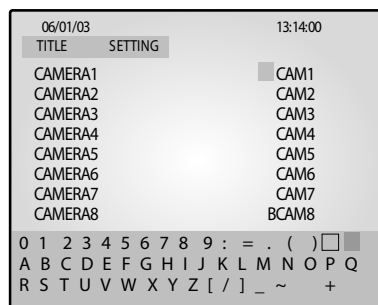 06/01/03 13:14:00
TITLE SETTING
CAMERA1 CAM1
CAMERA2 CAM2
CAMERA3 CAM3
CAMERA4 CAM4
CAMERA5 CAM5
CAMERA6 CAM6
CAMERA7 CAM7
CAMERA8 BCAM8
0 1 2 3 4 5 6 7 8 9 : = . ( )
A B C D E F G H I J K L M N O P Q
R S T U V W X Y Z [ / ] _ ~ +